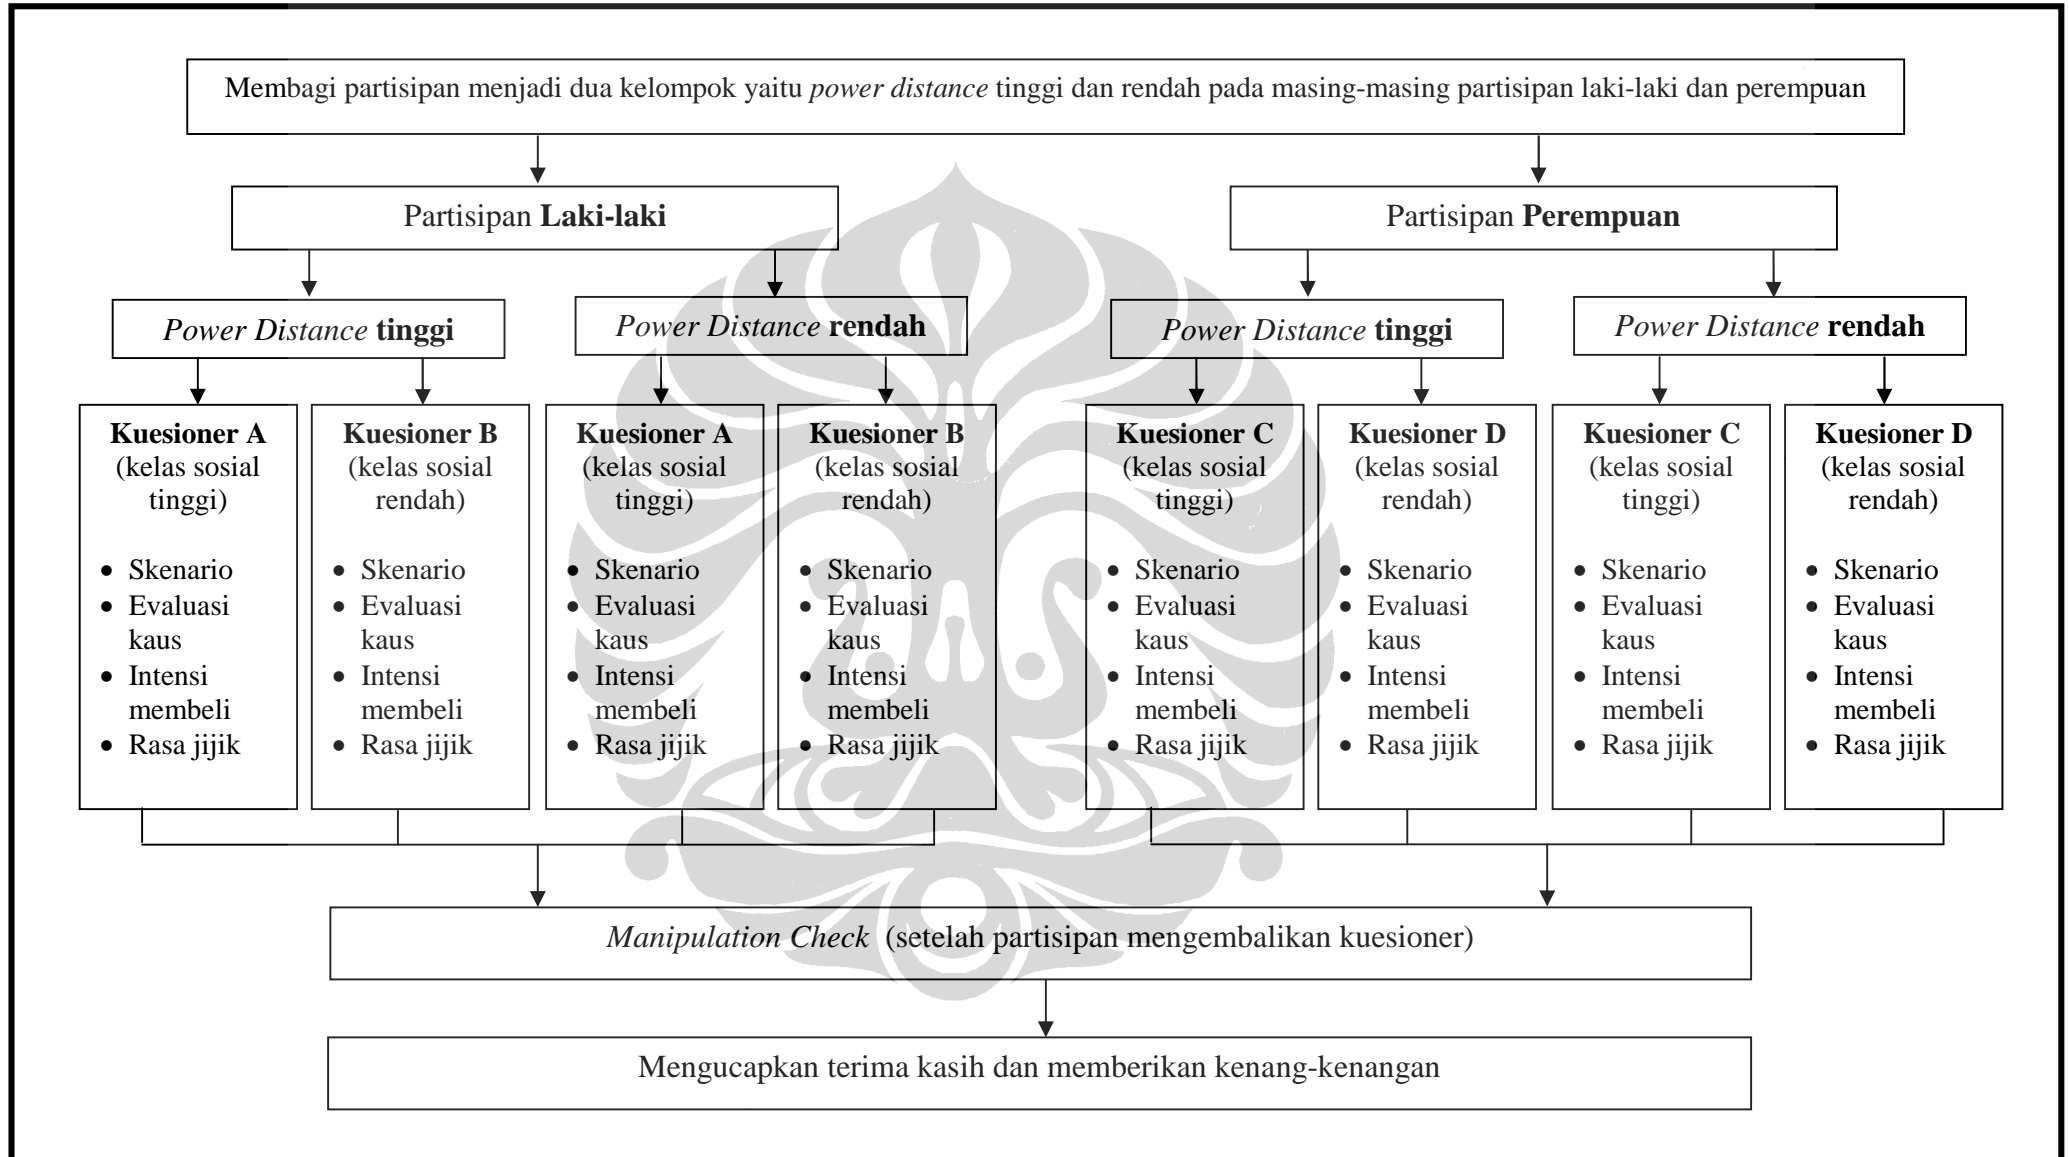 Membagi partisipan menjadi dua kelompok yaitu power distance tinggi dan rendah pada masing-masing partisipan laki-laki dan perempuan
Partisipan Laki-laki
Partisipan Perempuan
Power Distance tinggi
Power Distance rendah
Power Distance tinggi
Power Distance rendah
Kuesioner A
(kelas sosial
tinggi)
• Skenario
• Evaluasi
kaus
• Intensi
membeli
• Rasa jijik
Kuesioner B
(kelas sosial
rendah)
• Skenario
• Evaluasi
kaus
• Intensi
membeli
• Rasa jijik
Kuesioner A
(kelas sosial
tinggi)
• Skenario
• Evaluasi
kaus
• Intensi
membeli
• Rasa jijik
Kuesioner B
(kelas sosial
rendah)
• Skenario
• Evaluasi
kaus
• Intensi
membeli
• Rasa jijik
Kuesioner C
(kelas sosial
tinggi)
• Skenario
• Evaluasi
kaus
• Intensi
membeli
• Rasa jijik
Kuesioner D
(kelas sosial
rendah)
• Skenario
• Evaluasi
kaus
• Intensi
membeli
• Rasa jijik
Kuesioner C
(kelas sosial
tinggi)
• Skenario
• Evaluasi
kaus
• Intensi
membeli
• Rasa jijik
Kuesioner D
(kelas sosial
rendah)
• Skenario
• Evaluasi
kaus
• Intensi
membeli
• Rasa jijik
Manipulation Check (setelah partisipan mengembalikan kuesioner)
Mengucapkan terima kasih dan memberikan kenang-kenangan